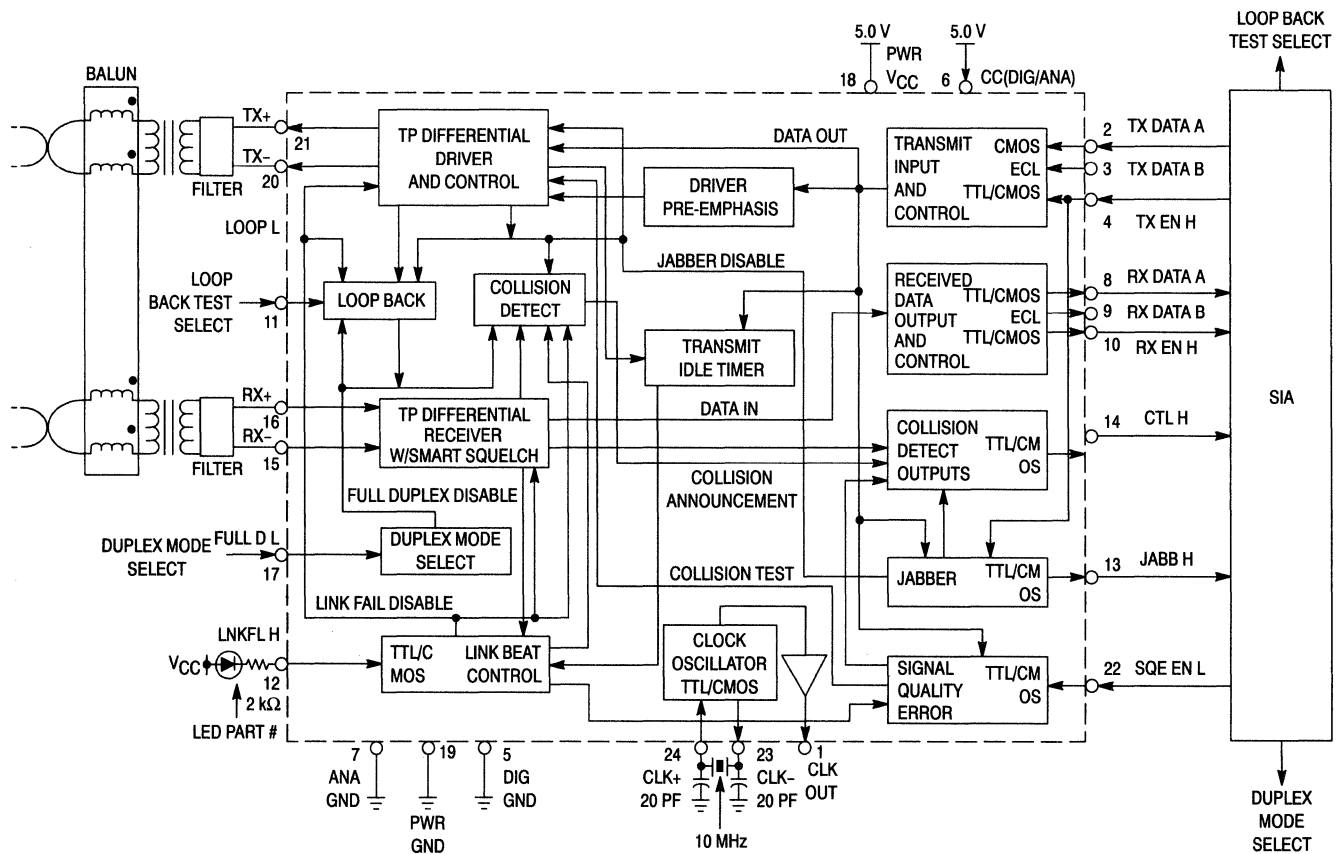 LOOP BACK
TEST SELECT
5.0 V
5.0 V
PWR
VCC
18
6
CC(DIG/ANA)
BALUN
TX+
21
TX–
20
FILTER
TP DIFFERENTIAL
DRIVER
AND CONTROL
DATA OUT
DRIVER
PRE-EMPHASIS
TRANSMIT
INPUT
AND
CONTROL
CMOS
ECL
TTL/CMOS
2
TX DATA A
3
TX DATA B
4
TX EN H
LOOP L
JABBER DISABLE
LOOP
BACK TEST
SELECT
11
LOOP BACK
COLLISION
DETECT
TRANSMIT
IDLE TIMER
RECEIVED
DATA
OUTPUT
AND
CONTROL
TTL/CMOS
ECL
TTL/CMOS
8
RX DATA A
9
RX DATA B
10
RX EN H
SIA
RX+
16
RX–
15
FILTER
TP DIFFERENTIAL
RECEIVER
W/SMART SQUELCH
DATA IN
COLLISION
DETECT
OUTPUTS
TTL/CM
OS
14
CTL H
COLLISION
ANNOUNCEMENT
FULL DUPLEX DISABLE
DUPLEX MODE
SELECT
FULL D L
17
DUPLEX MODE
SELECT
COLLISION TEST
JABBER
TTL/CM
OS
13
JABB H
LINK FAIL DISABLE
LNKFL H
VCC
12
2 kΩ
LED PART #
TTL/C
MOS
LINK BEAT
CONTROL
CLOCK
OSCILLATOR
TTL/CMOS
SIGNAL
QUALITY
ERROR
TTL/CM
OS
22
SQE EN L
7
ANA
GND
19
PWR
GND
5
DIG
GND
24
CLK+
20 PF
23
CLK–
20 PF
1
CLK
OUT
10 MHz
DUPLEX
MODE
SELECT